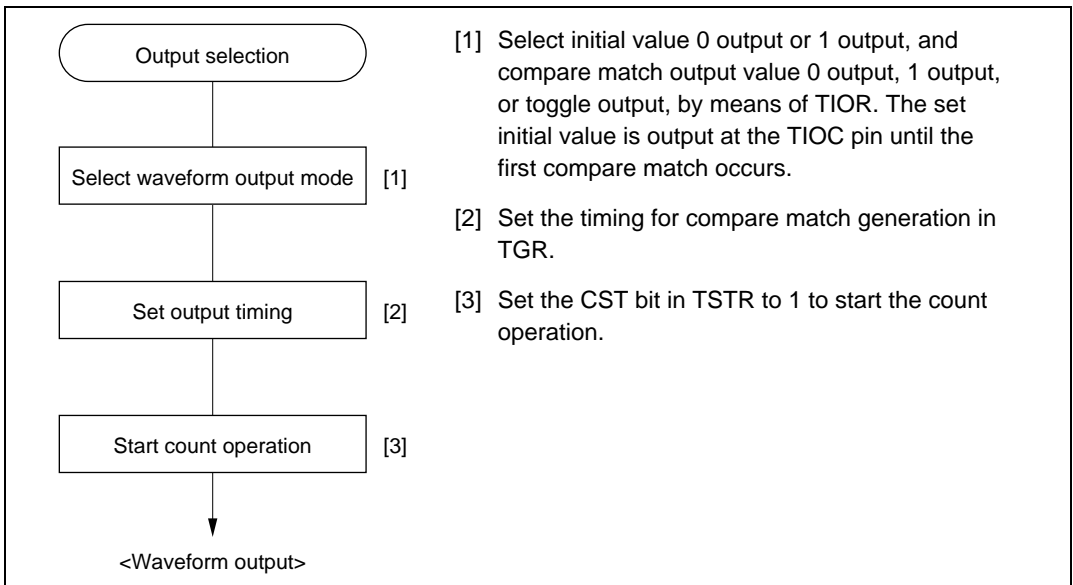 Output selection
Select waveform output mode [1]
Set output timing [2]
Start count operation [3]
<Waveform output>
[1] Select initial value 0 output or 1 output, and
compare match output value 0 output, 1 output,
or toggle output, by means of TIOR. The set
initial value is output at the TIOC pin until the
first compare match occurs.
[2] Set the timing for compare match generation in
TGR.
[3] Set the CST bit in TSTR to 1 to start the count
operation.